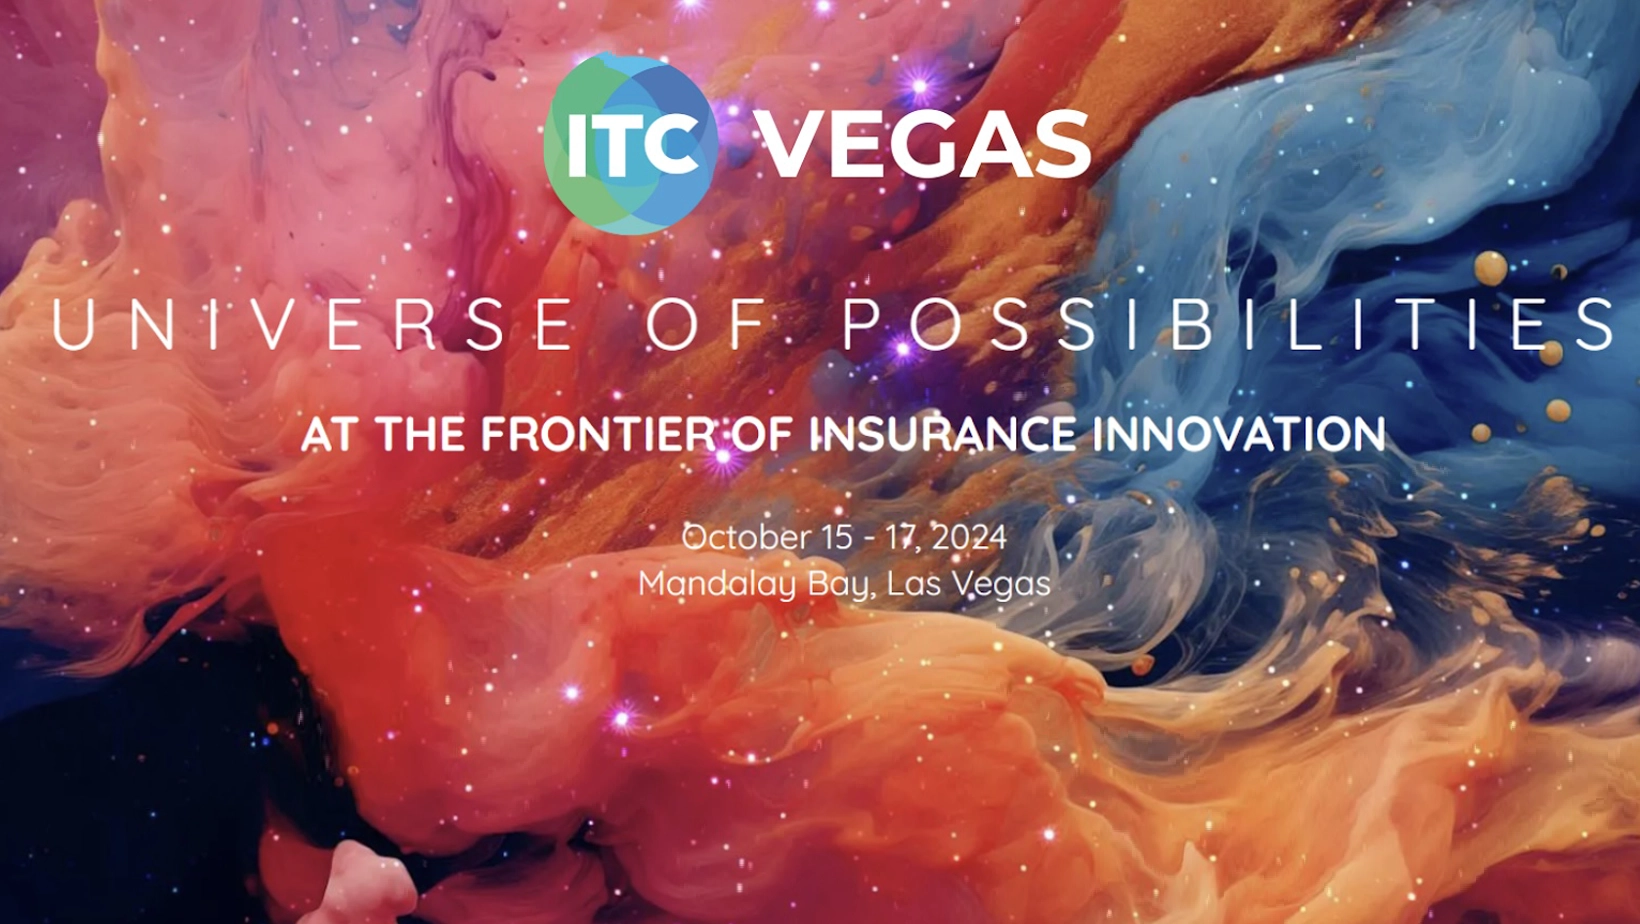 ITC VEGAS
UNIVERSE OF POSSIBILITIES
AT THE FRONTIER OF INSURANCE INNOVATION
October 15 - 17, 2024
Mandalay Bay, Las Vegas